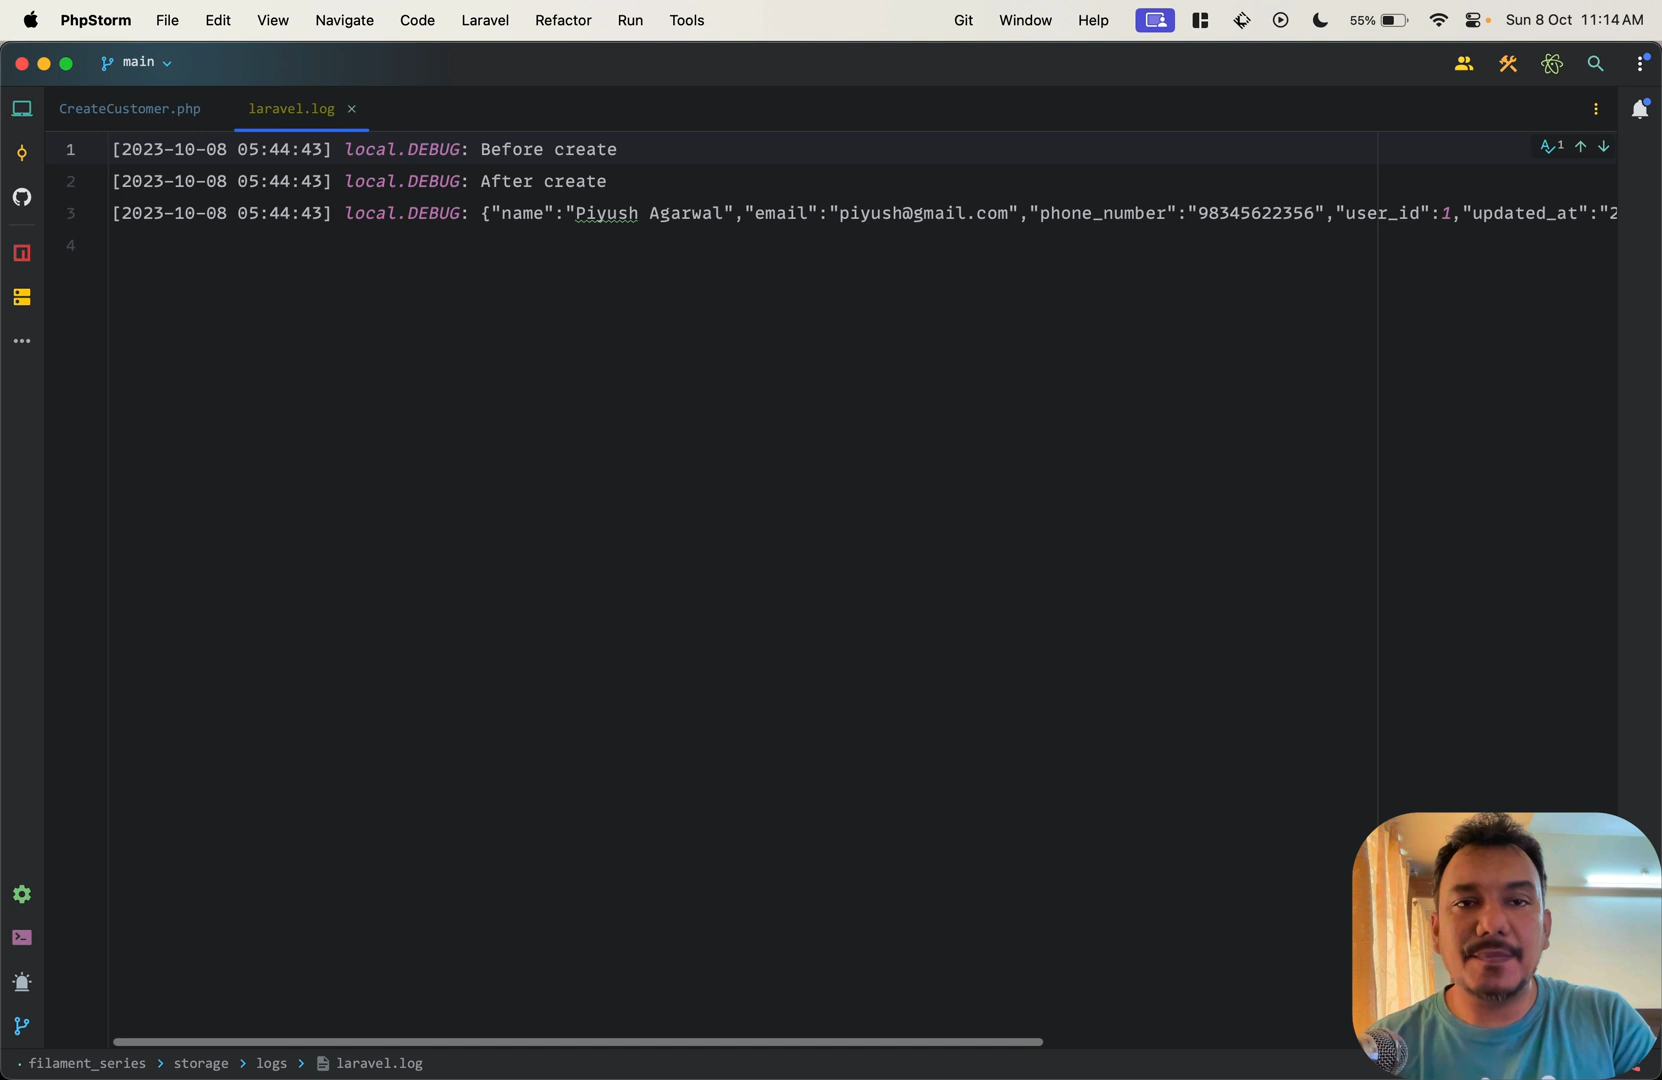 PhpStorm File Edit View Navigate Code Laravel Refactor Run Tools Git Window Help 55% Sun 8 Oct 11:14 AM
main
CreateCustomer.php laravel.log
1 [2023-10-08 05:44:43] local.DEBUG: Before create
1
2 [2023-10-08 05:44:43] local.DEBUG: After create
3 [2023-10-08 05:44:43] local.DEBUG: {"name":"Piyush Agarwal","email":"piyush@gmail.com","phone_number":"98345622356","user_id":1,"updated_at":"2
4
filament_series > storage > logs > laravel.log